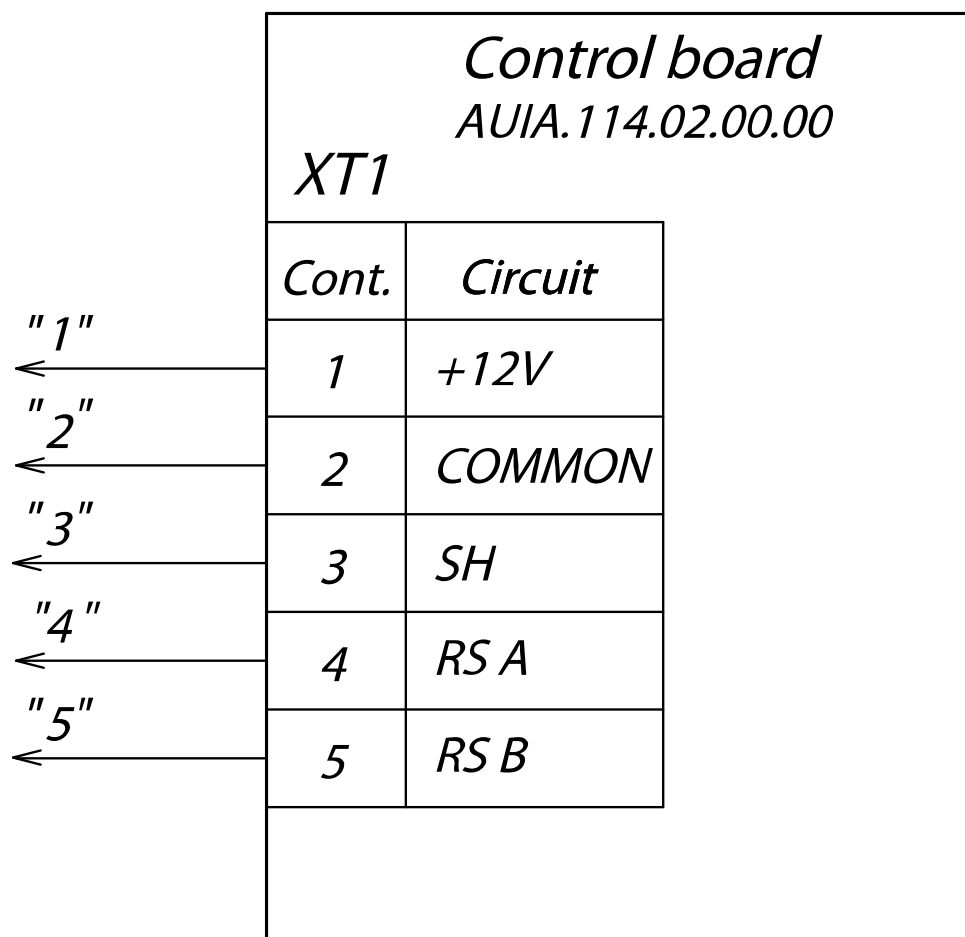 Control board
AUIA.114.02.00.00
XT1
Cont. Circuit
"1"
1 +12V
"2"
2 COMMON
"3"
3 SH
"4"
4 RS A
"5"
5 RS B